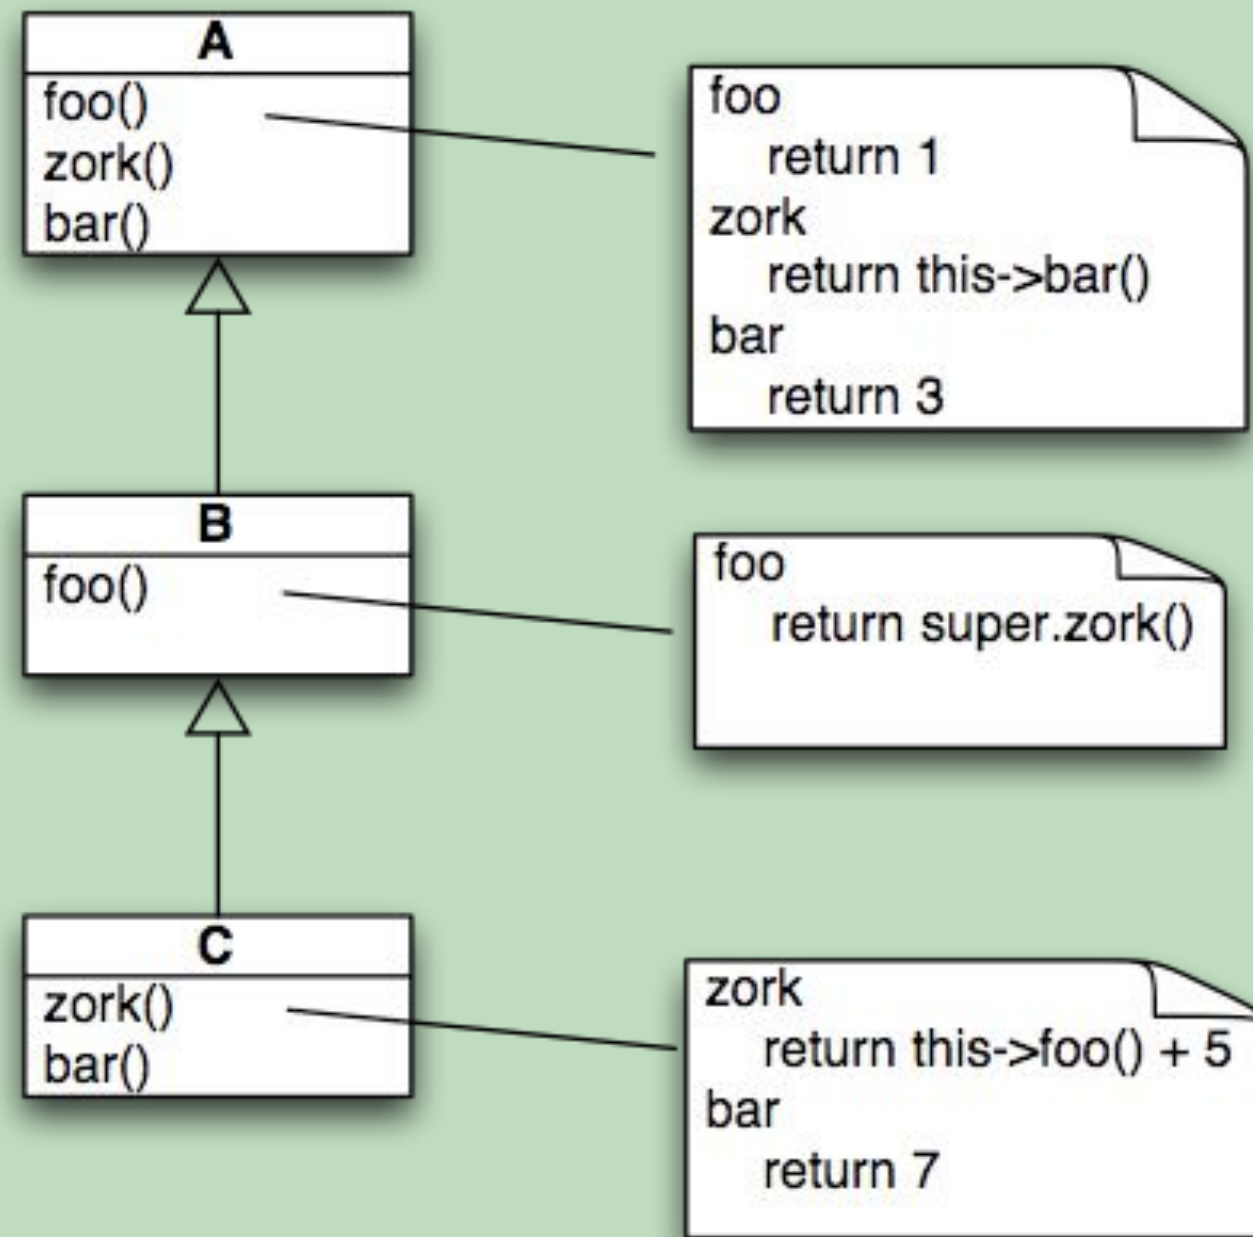 A
foo()
zork()
bar()
foo
return 1
zork
return this->bar()
bar
return 3
B
foo()
foo
return super.zork()
C
zork()
bar()
zork
return this->foo() + 5
bar
return 7